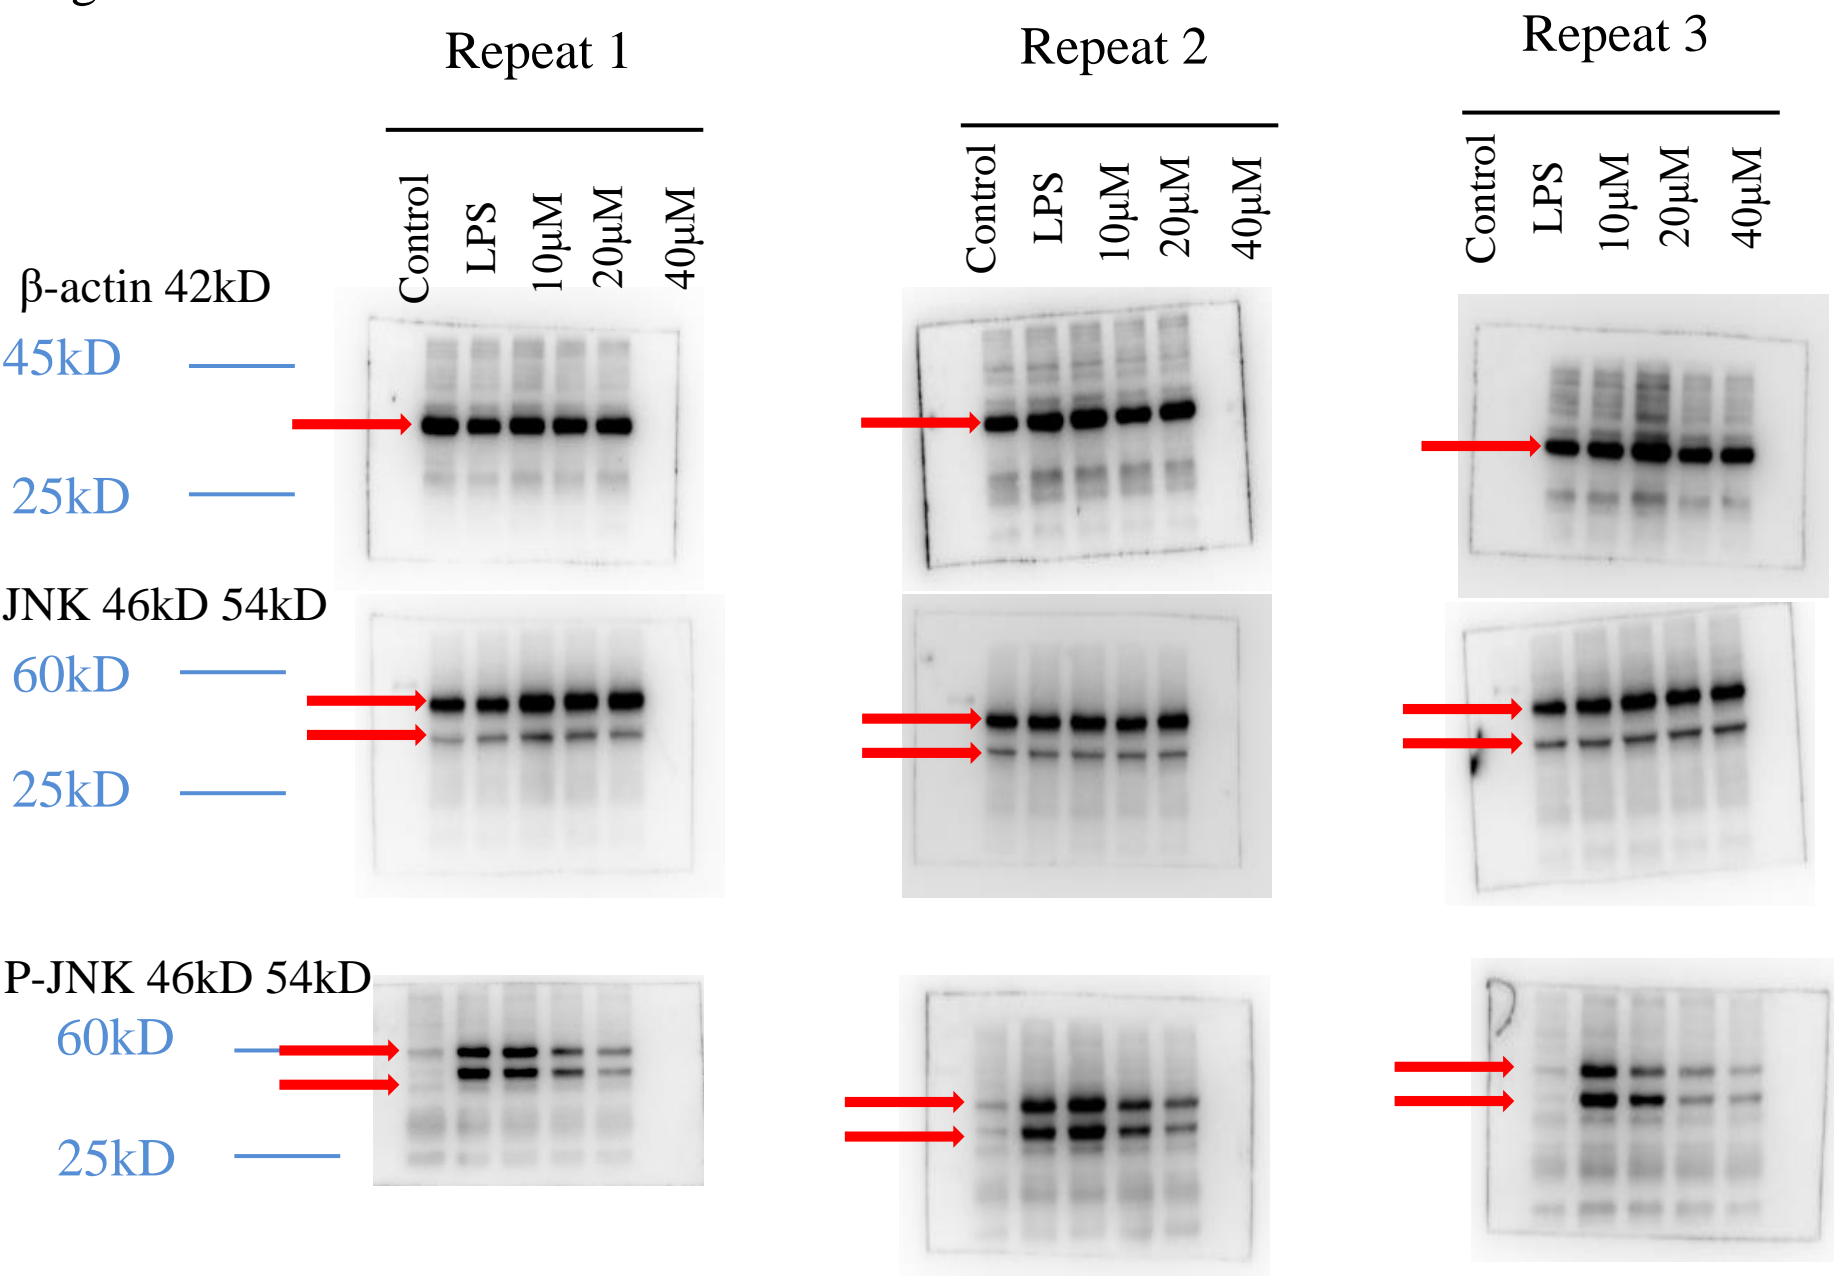 Repeat 1
Repeat 2
Repeat 3
Control
LPS
10μM
20μM
40μM
Control
LPS
10μM
20μM
40μM
Control
LPS
10μM
20μM
40μM
β-actin 42kD
45kD
25kD
JNK 46kD 54kD
60kD
25kD
P-JNK 46kD 54kD
60kD
25kD